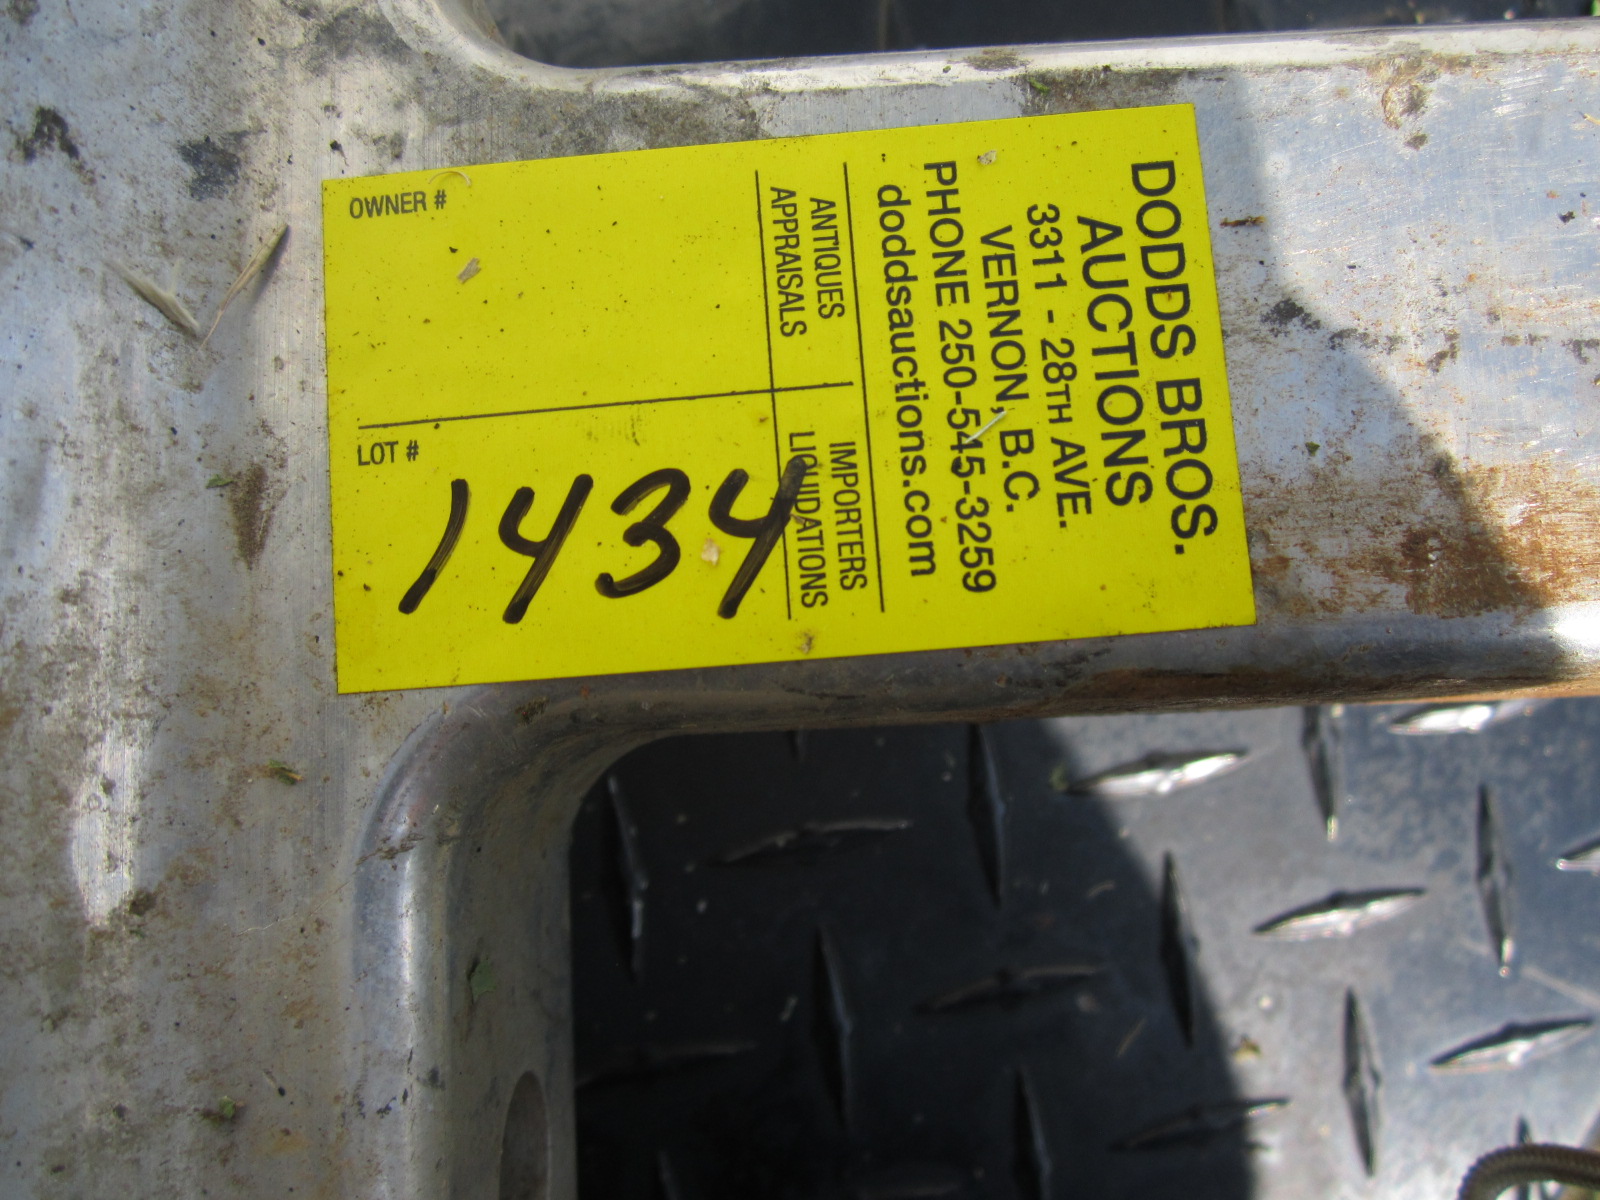 DODDS BROS.
AUCTIONS
3311 - 28TH AVE.
VERNON, B.C.
PHONE 250-545-3259
doddsauctions.com
ANTIQUES
APPRAISALS
IMPORTERS
LIQUIDATIONS
OWNER #
LOT #
1434